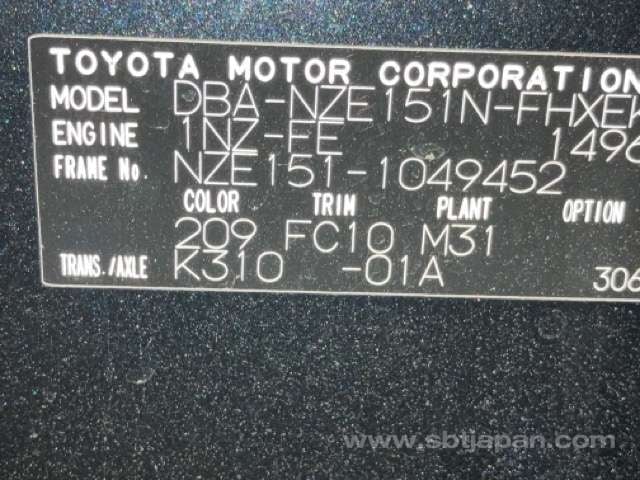 TOYOTA MOTOR CORPORATION
MODEL DBA-NZE151N-FHXEK
ENGINE 1NZ-FE 1496
FRAME No. NZE151-1049452
COLOR TRIM PLANT OPTION
209 FC10 M31
TRANS./AXLE K310 -01A 306
www.sbtjapan.com